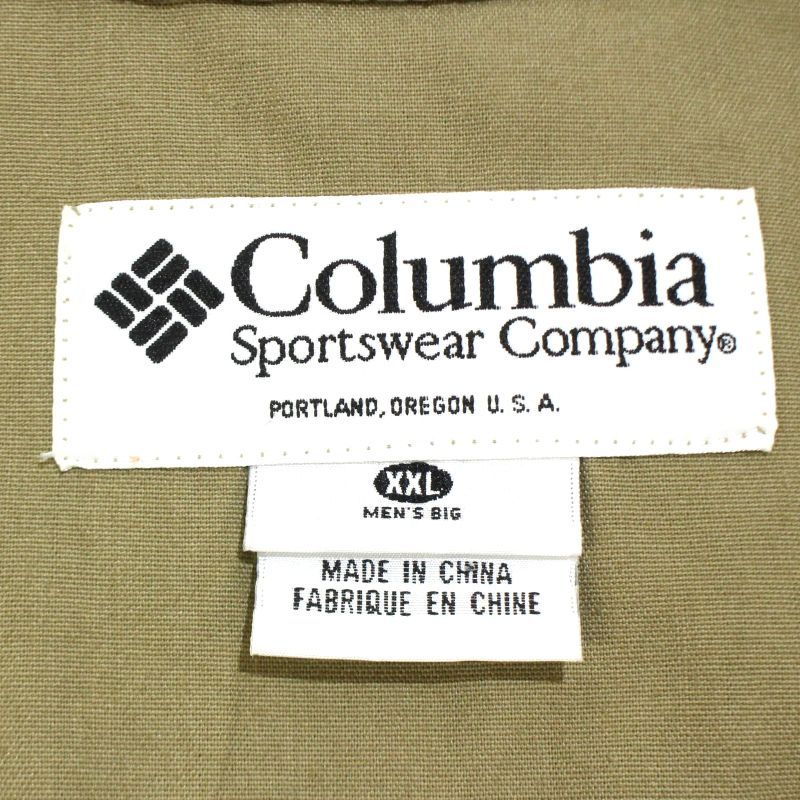 Columbia
Sportswear Company®
PORTLAND, OREGON U. S. A.
XXL
MEN'S BIG
MADE IN CHINA
FABRIQUE EN CHINE